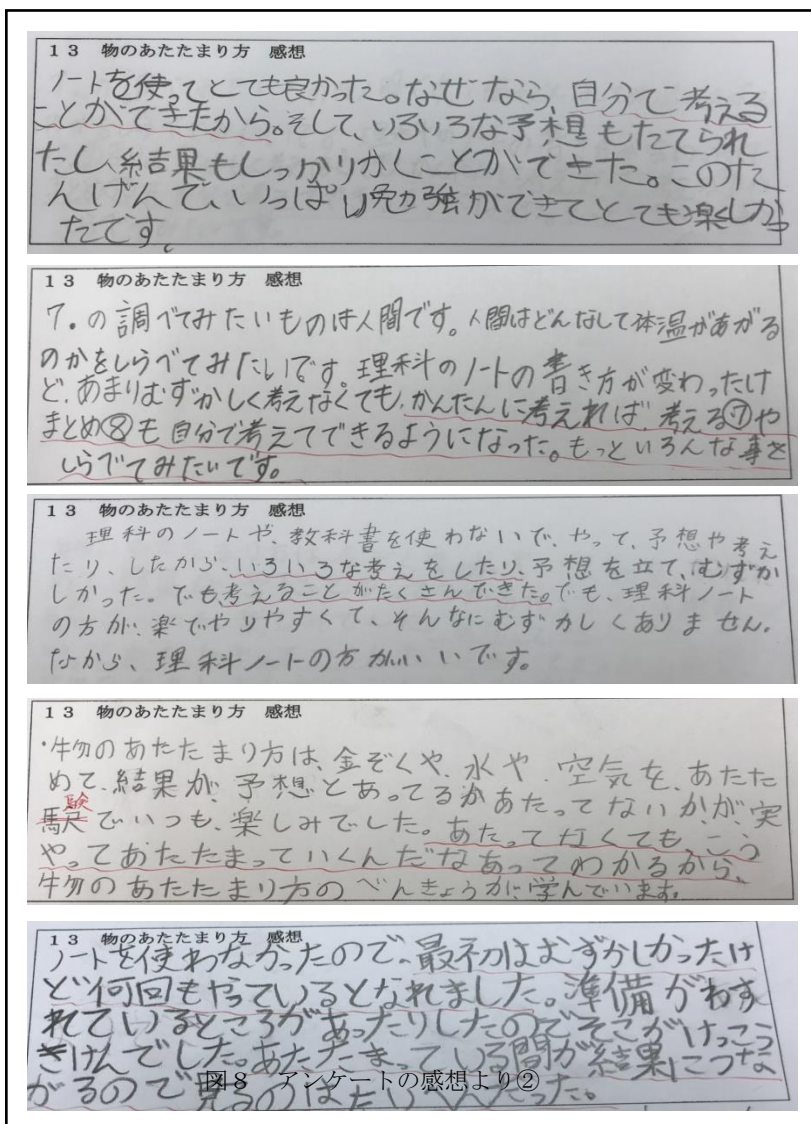 13 物のあたたまり方 感想
ノートを使ってとても良かった。なぜなら、自分で考える
ことができたから。そして、いろいろな予想もたてられ
たし、結果もしっかりかくことができた。このた
んげんで、いっぱい勉強ができてとても楽しかっ
たです。
13 物のあたたまり方 感想
7.の調べてみたいものは人間です。人間はどんなして体温があがる
のかをしらべてみたいです。理科のノートの書き方が変わったけ
ど、あまりむずかしく考えなくても、かんたんに考えれば、考える⑦や
まとめ⑧も自分で考えてできるようになった。もっといろんな事を
しらべてみたいです。
13 物のあたたまり方 感想
理科のノートや、教科書を使わないで、やって、予想や考え
たり、したから、いろいろな考えをしたり、予想を立て、むずか
しかった。でも考えることがたくさんできた。でも、理科ノート
の方が、楽でやりやすくて、そんなにむずかしくありません。
だから、理科ノートの方がいいです。
13 物のあたたまり方 感想
・物のあたたまり方は、金ぞくや、水や、空気を、あたた
めて、結果が、予想とあってるかあたってないかが、実
験
でいつも、楽しみでした。あたってなくても、こう
やってあたたまっていくんだなあってわかるから、
物のあたたまり方のべんきょうが、学んでいます。
13 物のあたたまり方 感想
ノートを使わなかったので、最初はむずかしかったけ
ど何回もやっているとなれました。準備がわす
れているところがあったりしたのでそこがけっこう
きけんでした。あたたまっている間が結果につな
がるので見るのは
図8 アンケートの感想より②